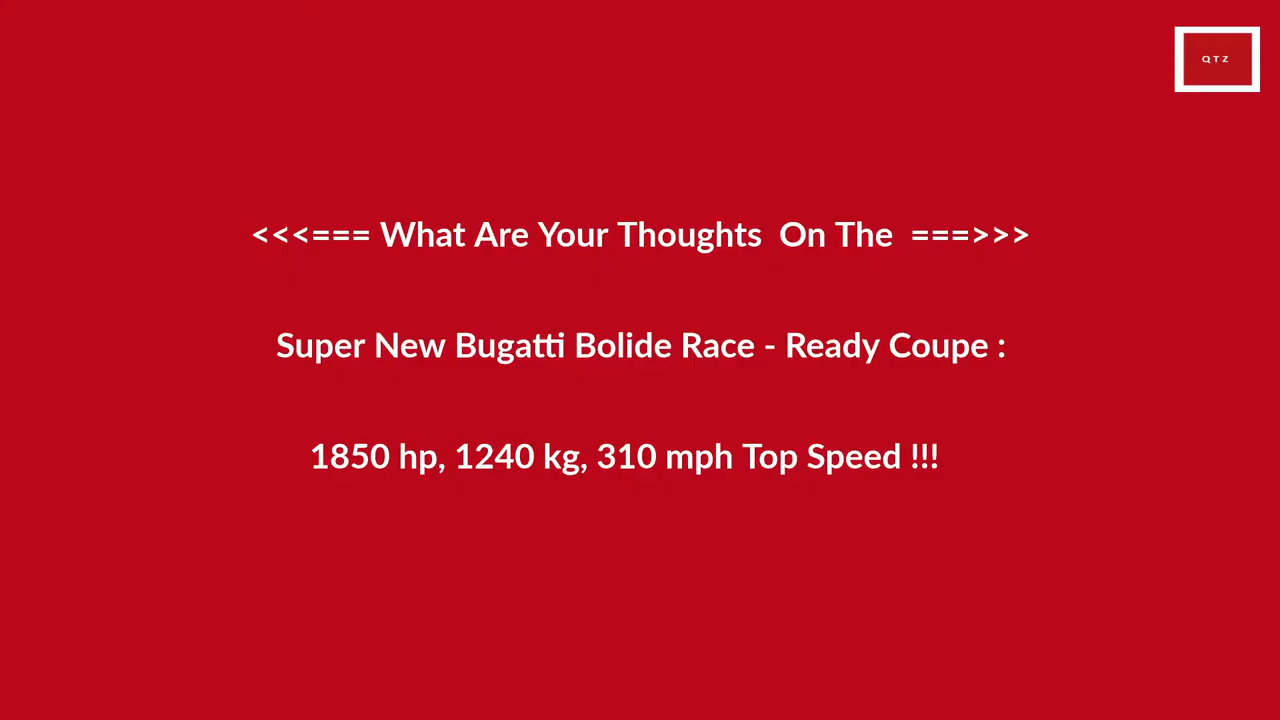 QTZ
<<<=== What Are Your Thoughts  On The  ===>>>
Super New Bugatti Bolide Race - Ready Coupe :
1850 hp, 1240 kg, 310 mph Top Speed !!!